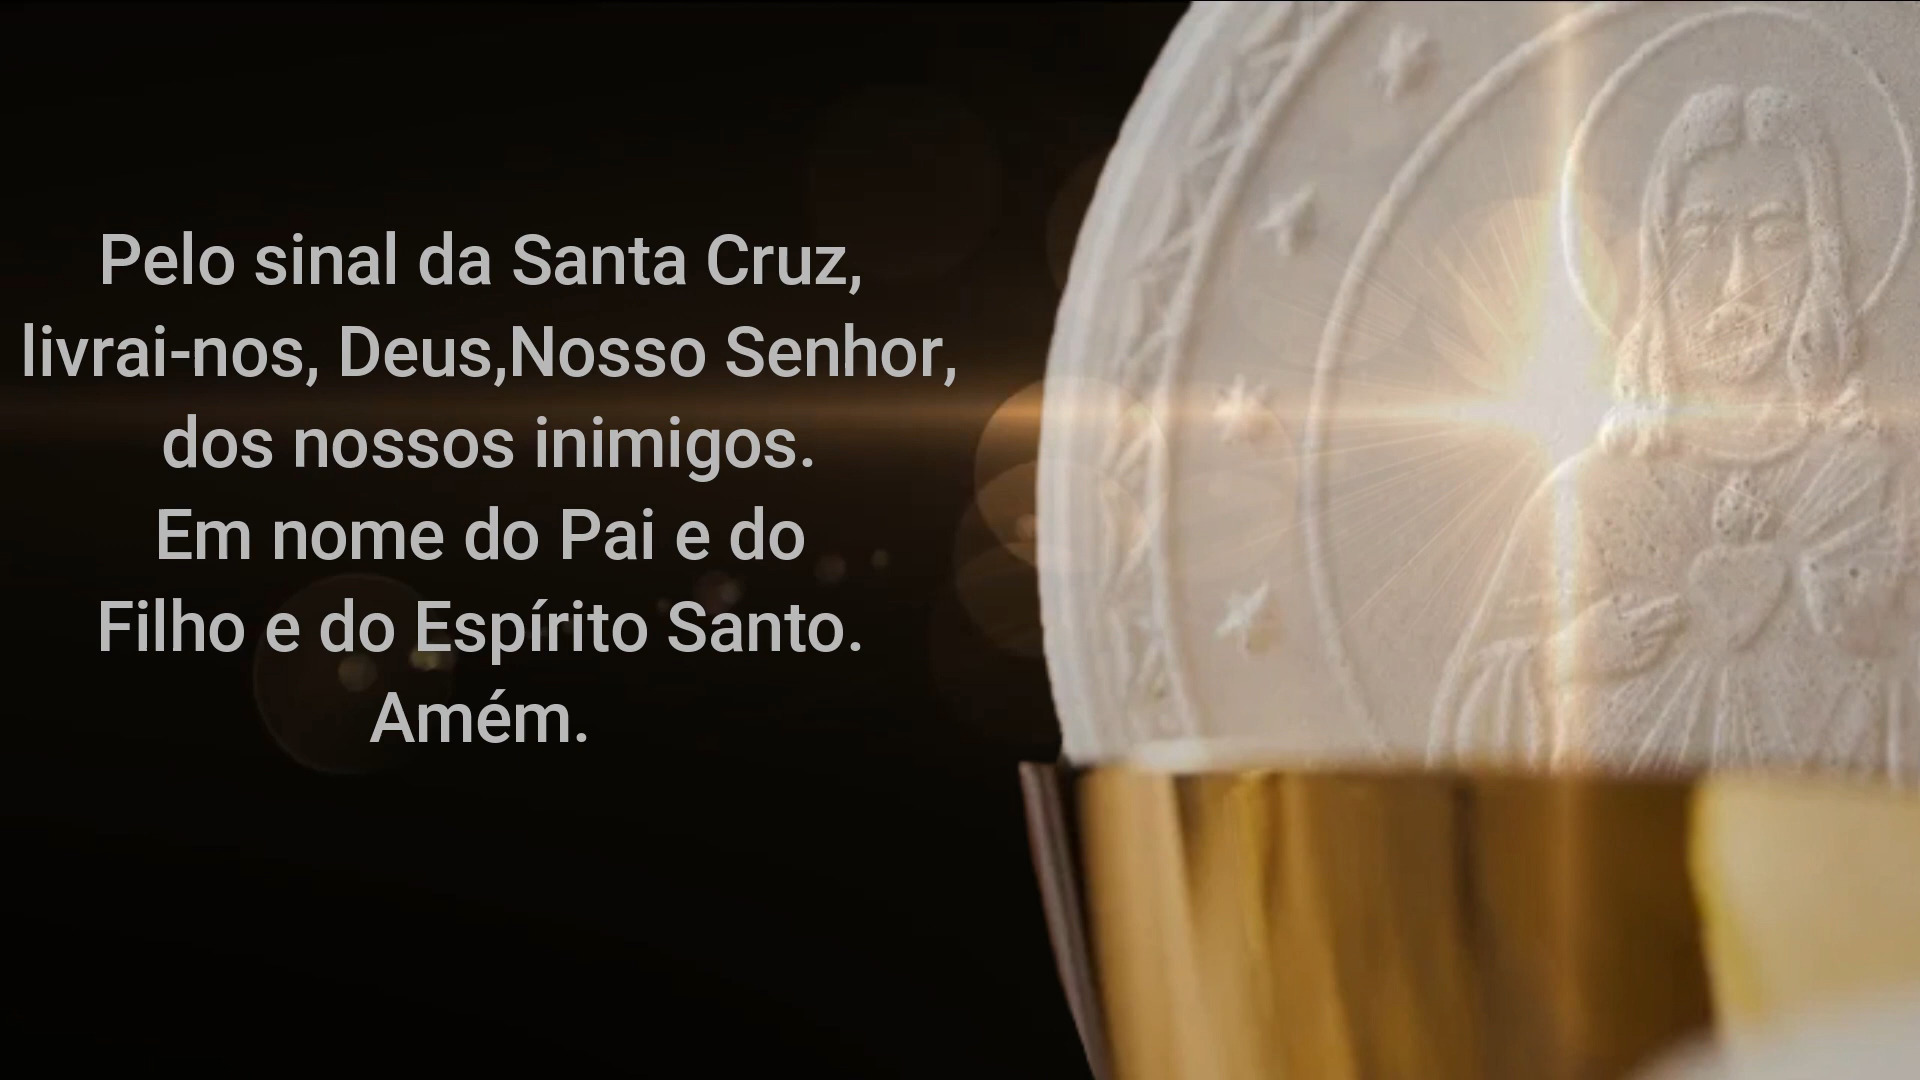 Pelo sinal da Santa Cruz,
livrai-nos, Deus,Nosso Senhor,
dos nossos inimigos.
Em nome do Pai e do
Filho e do Espírito Santo.
Amém.